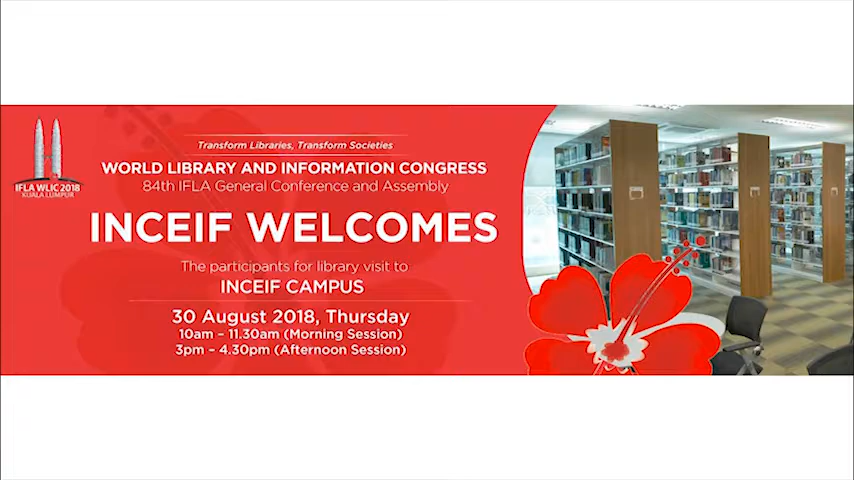 Transform Libraries, Transform Societies
WORLD LIBRARY AND INFORMATION CONGRESS
84th IFLA General Conference and Assembly
IFLA WLIC 2018
KUALA LUMPUR
INCEIF WELCOMES
The participants for library visit to
INCEIF CAMPUS
30 August 2018, Thursday
10am – 11.30am (Morning Session)
3pm – 4.30pm (Afternoon Session)